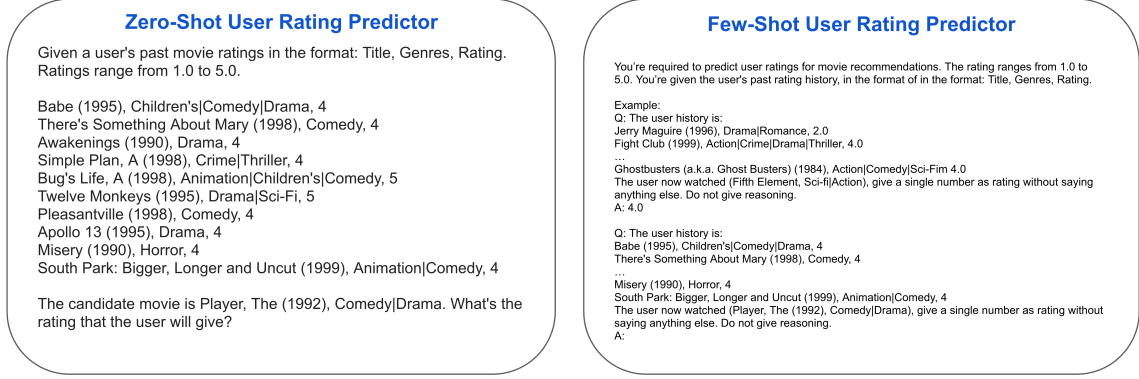 Zero-Shot User Rating Predictor
Given a user's past movie ratings in the format: Title, Genres, Rating.
Ratings range from 1.0 to 5.0.
Babe (1995), Children's|Comedy|Drama, 4
There's Something About Mary (1998), Comedy, 4
Awakenings (1990), Drama, 4
Simple Plan, A (1998), Crime|Thriller, 4
Bug's Life, A (1998), Animation|Children's|Comedy, 5
Twelve Monkeys (1995), Drama|Sci-Fi, 5
Pleasantville (1998), Comedy, 4
Apollo 13 (1995), Drama, 4
Misery (1990), Horror, 4
South Park: Bigger, Longer and Uncut (1999), Animation|Comedy, 4
The candidate movie is Player, The (1992), Comedy|Drama. What's the
rating that the user will give?
Few-Shot User Rating Predictor
You're required to predict user ratings for movie recommendations. The rating ranges from 1.0 to
5.0. You're given the user's past rating history, in the format of in the format: Title, Genres, Rating.
Example:
Q: The user history is:
Jerry Maguire (1996), Drama|Romance, 2.0
Fight Club (1999), Action|Crime|Drama|Thriller, 4.0
…
Ghostbusters (a.k.a. Ghost Busters) (1984), Action|Comedy|Sci-Fim 4.0
The user now watched (Fifth Element, Sci-fi|Action), give a single number as rating without saying
anything else. Do not give reasoning.
A: 4.0
Q: The user history is:
Babe (1995), Children's|Comedy|Drama, 4
There's Something About Mary (1998), Comedy, 4
…
Misery (1990), Horror, 4
South Park: Bigger, Longer and Uncut (1999), Animation|Comedy, 4
The user now watched (Player, The (1992), Comedy|Drama), give a single number as rating without
saying anything else. Do not give reasoning.
A: